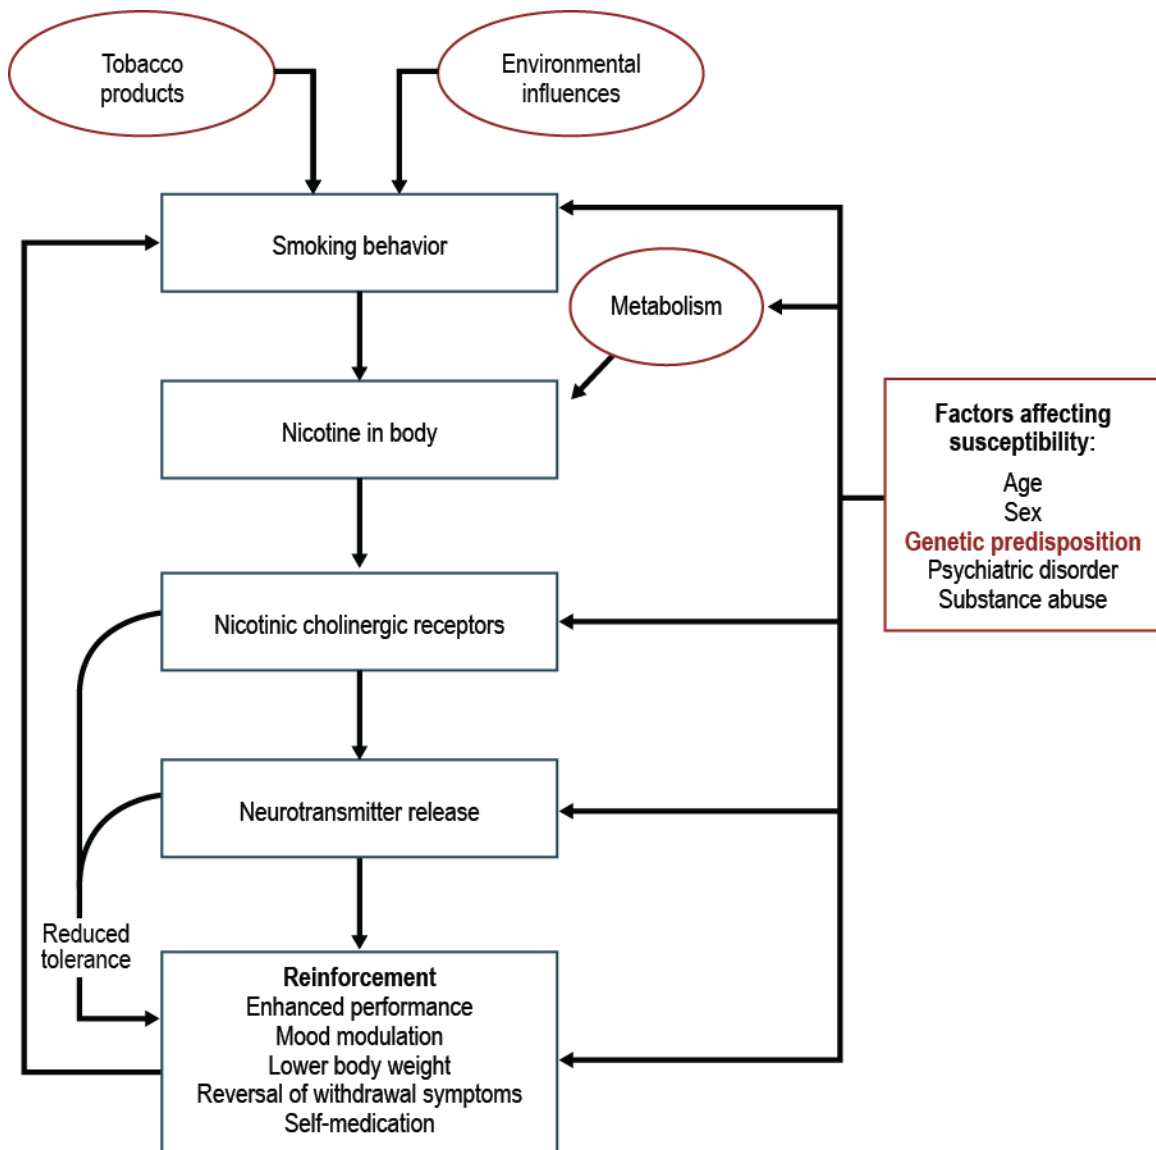 Tobacco
products
Environmental
influences
Smoking behavior
Metabolism
Nicotine in body
Factors affecting
susceptibility:
Age
Sex
Genetic predisposition
Psychiatric disorder
Substance abuse
Nicotinic cholinergic receptors
Neurotransmitter release
Reduced
tolerance
Reinforcement
Enhanced performance
Mood modulation
Lower body weight
Reversal of withdrawal symptoms
Self-medication